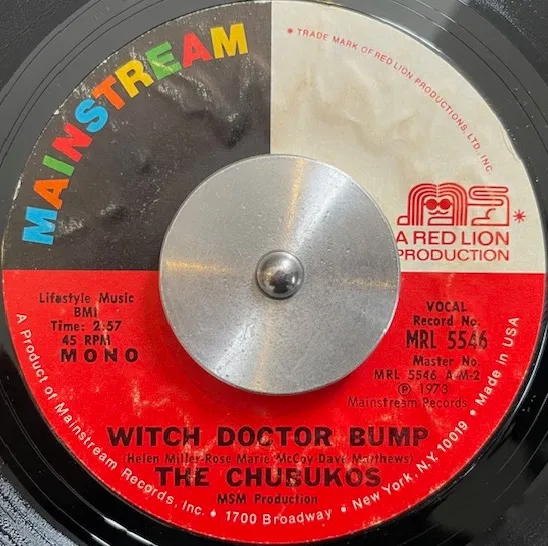 MAINSTREAM
* TRADE MARK OF RED LION PRODUCTIONS, LTD., INC.
A RED LION
PRODUCTION
*
Lifestyle Music
BMI
Time: 2:57
45 RPM
MONO
VOCAL
Record No.
MRL 5546
Master No.
MRL 5546 A-M-2
Ⓟ 1973
Mainstream Records
WITCH DOCTOR BUMP
(Helen Miller-Rose Marie McCoy-Dave Matthews)
THE CHUBUKOS
MSM Production
A Product of Mainstream Records, Inc. • 1700 Broadway • New York, N.Y. 10019 • Made in USA